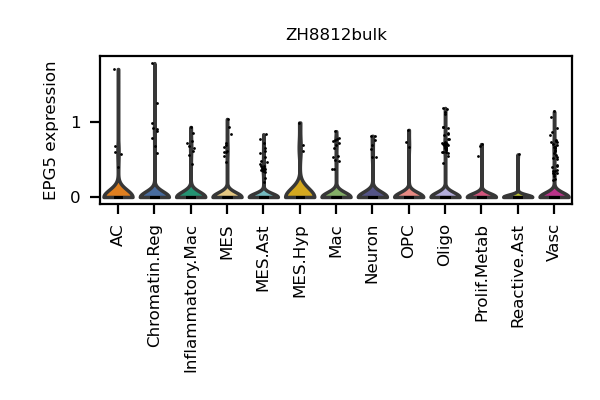 ZH8812bulk
EPG5 expression
1
0
AC
Chromatin.Reg
Inflammatory.Mac
MES
MES.Ast
MES.Hyp
Mac
Neuron
OPC
Oligo
Prolif.Metab
Reactive.Ast
Vasc